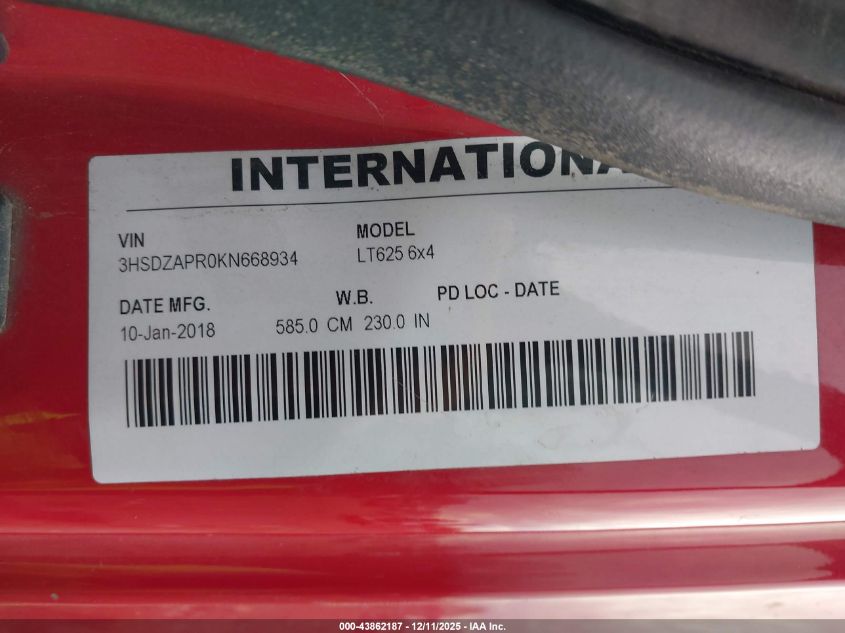 INTERNATIONA
VIN
3HSDZAPR0KN668934
MODEL
LT625 6x4
DATE MFG.
10-Jan-2018
W.B.
585.0 CM 230.0 IN
PD LOC - DATE
000-43862187 - 12/11/2025 - IAA Inc.